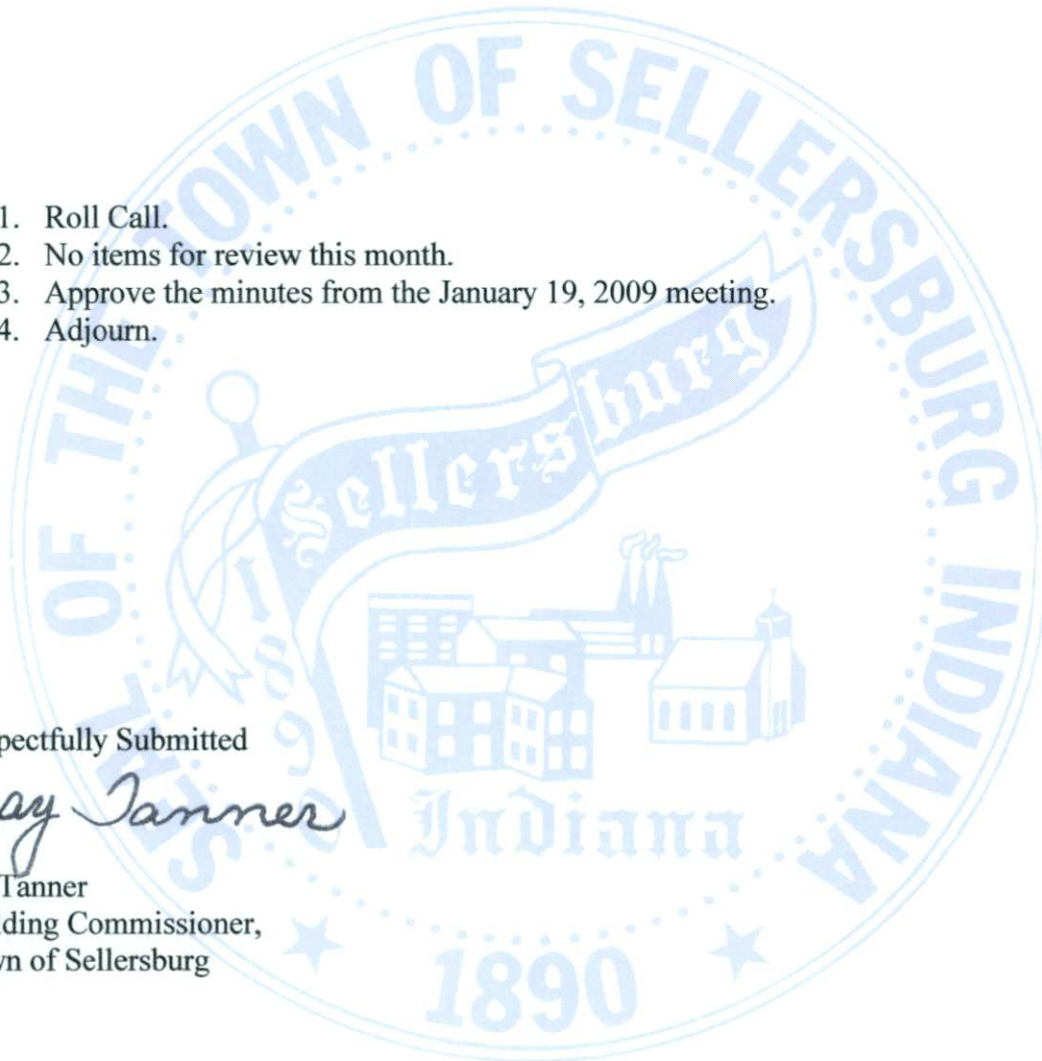 SEAL OF THE TOWN OF SELLERSBURG INDIANA
1. Roll Call.
2. No items for review this month.
3. Approve the minutes from the January 19, 2009 meeting.
4. Adjourn.
Sellersburg
1890
pectfully Submitted
ay Tanner
Indiana
Tanner
ding Commissioner,
n of Sellersburg
1890